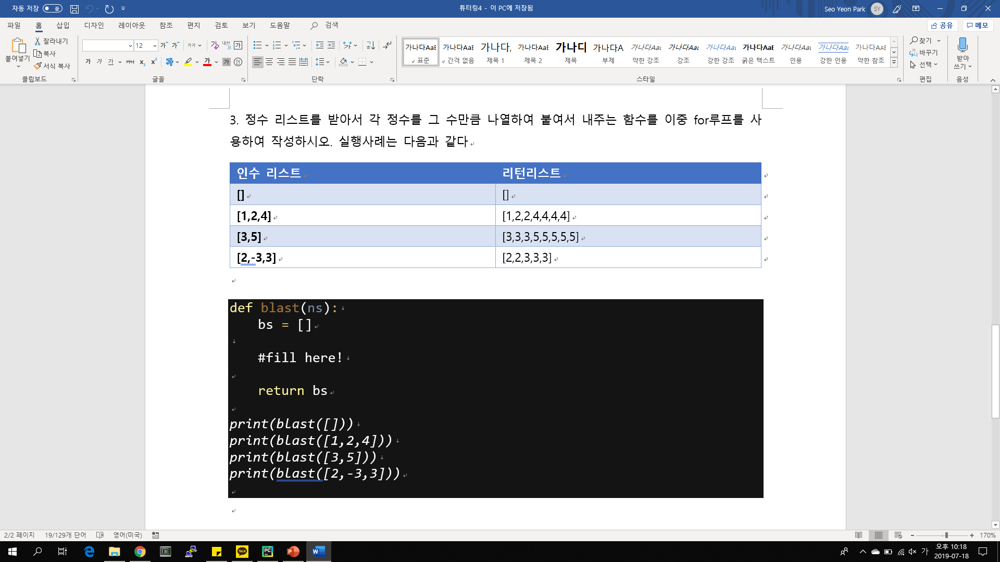 자동 저장 끔 튜터링4 - 이 PC에 저장됨 Seo Yeon Park SY
파일 홈 삽입 디자인 레이아웃 참조 편지 검토 보기 도움말 검색 공유 메모
붙여넣기 잘라내기 복사 서식 복사 클립보드
12 글꼴
단락
가나다AaE 가나다AaE 가나다, 가나다AaE 가나다 가나다A 가나다AaE 가나다AaE 가나다AaE 가나다AaE 가나다AaE 가나다AaE 가나다AaE
표준 간격 없음 제목 1 제목 2 제목 부제 약한 강조 강조 강한 강조 굵은 텍스트 인용 강한 인용 약한 참조
스타일
찾기 바꾸기 선택 편집
받아쓰기 음성
3. 정수 리스트를 받아서 각 정수를 그 수만큼 나열하여 붙여서 내주는 함수를 이중 for루프를 사
용하여 작성하시오. 실행사례는 다음과 같다
인수 리스트 리턴리스트
[] []
[1,2,4] [1,2,2,4,4,4,4]
[3,5] [3,3,3,5,5,5,5,5]
[2,-3,3] [2,2,3,3,3]
def blast(ns):
bs = []
#fill here!
return bs
print(blast([]))
print(blast([1,2,4]))
print(blast([3,5]))
print(blast([2,-3,3]))
2/2 페이지 19/129개 단어 영어(미국) 170%
가 오후 10:18
2019-07-18